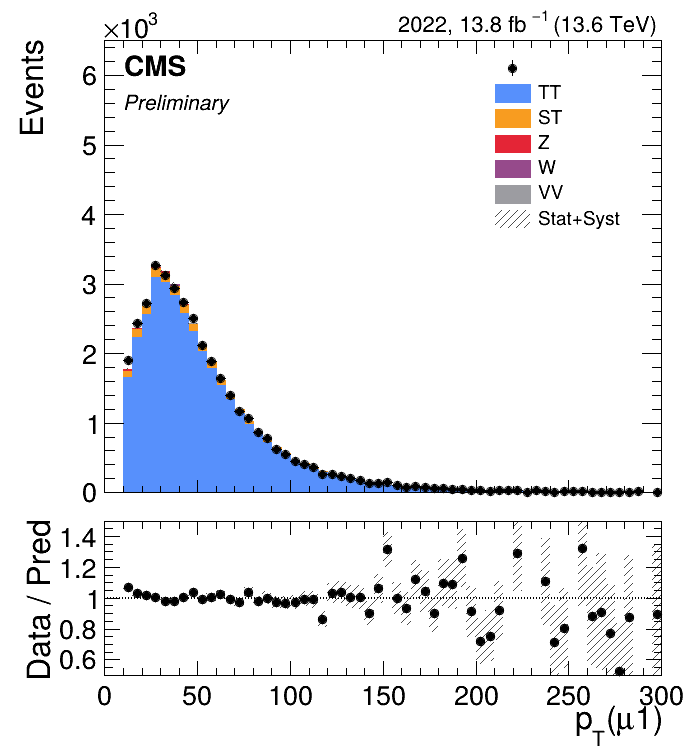 ×10³
2022, 13.8 fb⁻¹ (13.6 TeV)
Events
CMS
Preliminary
TT
ST
Z
W
VV
Stat+Syst
6
5
4
3
2
1
0
Data / Pred
1.4
1.2
1
0.8
0.6
0 50 100 150 200 250 300
p_T(μ1)